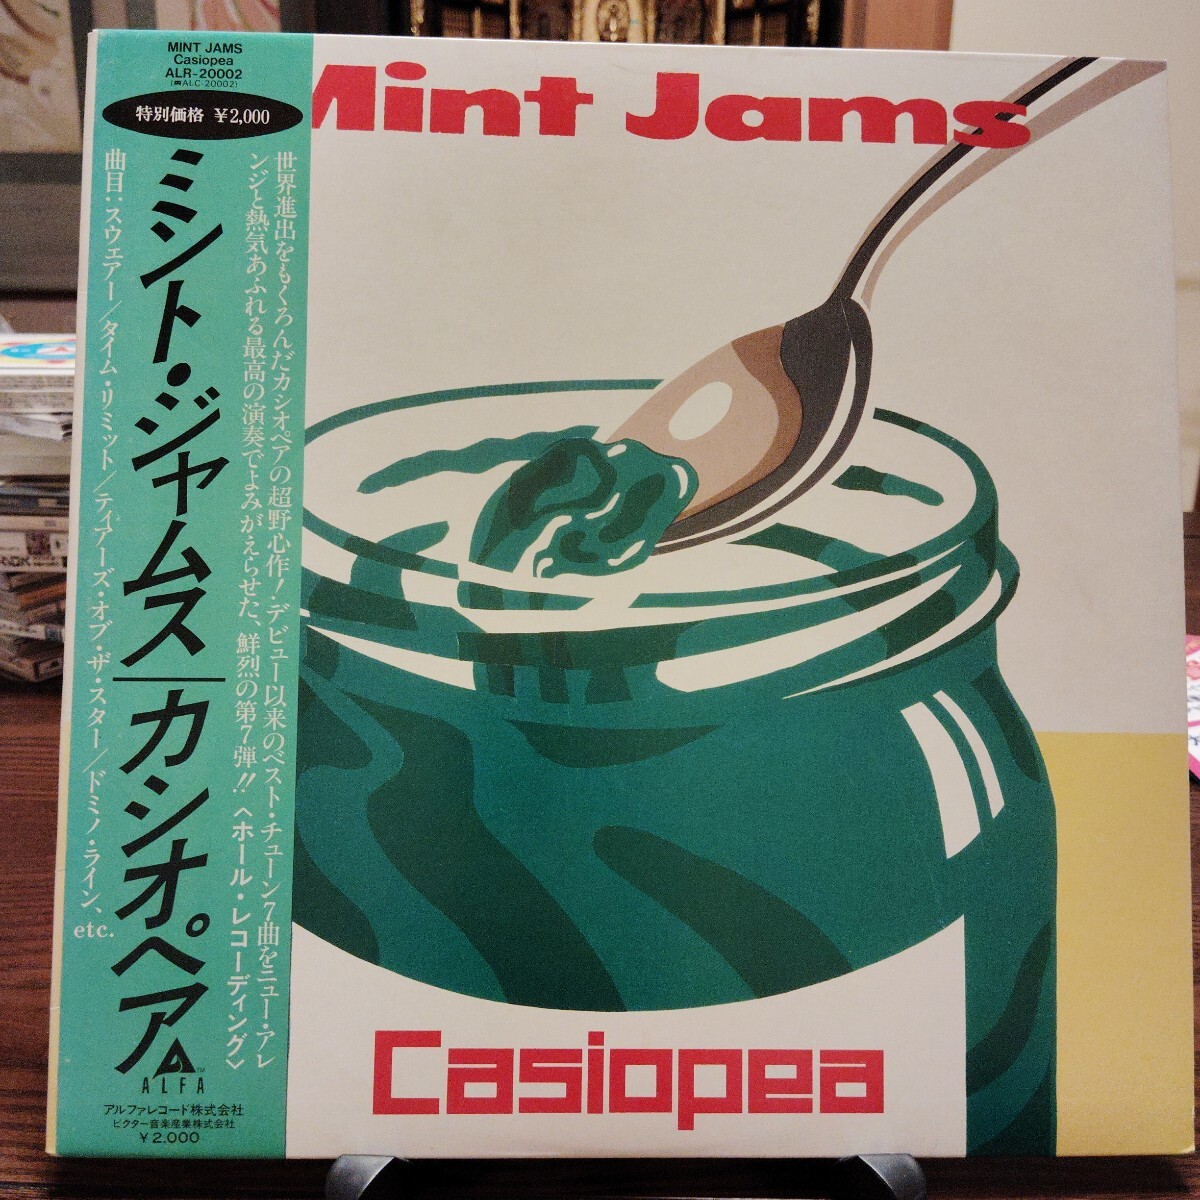 MINT JAMS
Casiopea
ALR-20002
特別価格 ¥2,000
世界進出をもくろんだカシオペアの超野心作!デビュー以来のベスト・チューン7曲をニュー・アレ
ンジと熱気あふれる最高の演奏でよみがえらせた、鮮烈の第7弾!!〈ホール・レコーディング〉
ミント・ジャムス/カシオペア
曲目:スウェアー/タイム・リミット/ティアーズ・オブ・ザ・スター/ドミノ・ライン、
etc.
ALFA
アルファレコード株式会社
ビクター音楽産業株式会社
¥2,000
Mint Jams
Casiopea